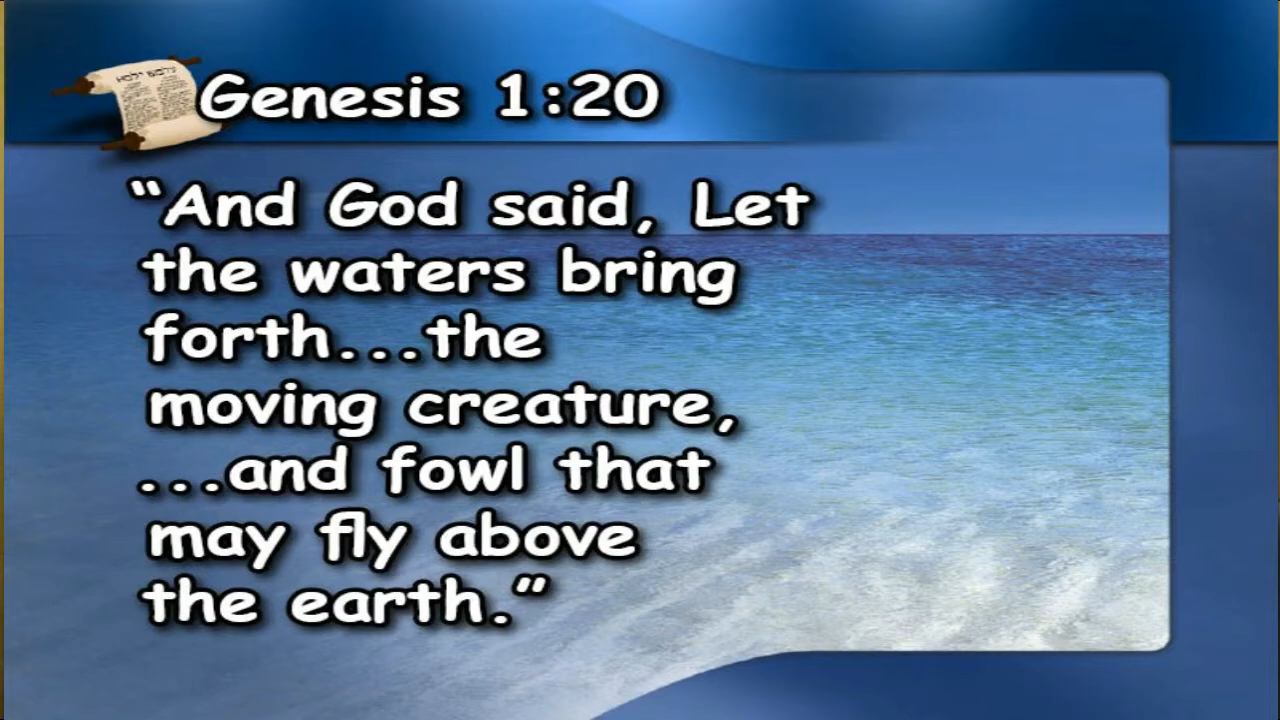 Genesis 1:20
“And God said, Let
the waters bring
forth...the
moving creature,
...and fowl that
may fly above
the earth.”